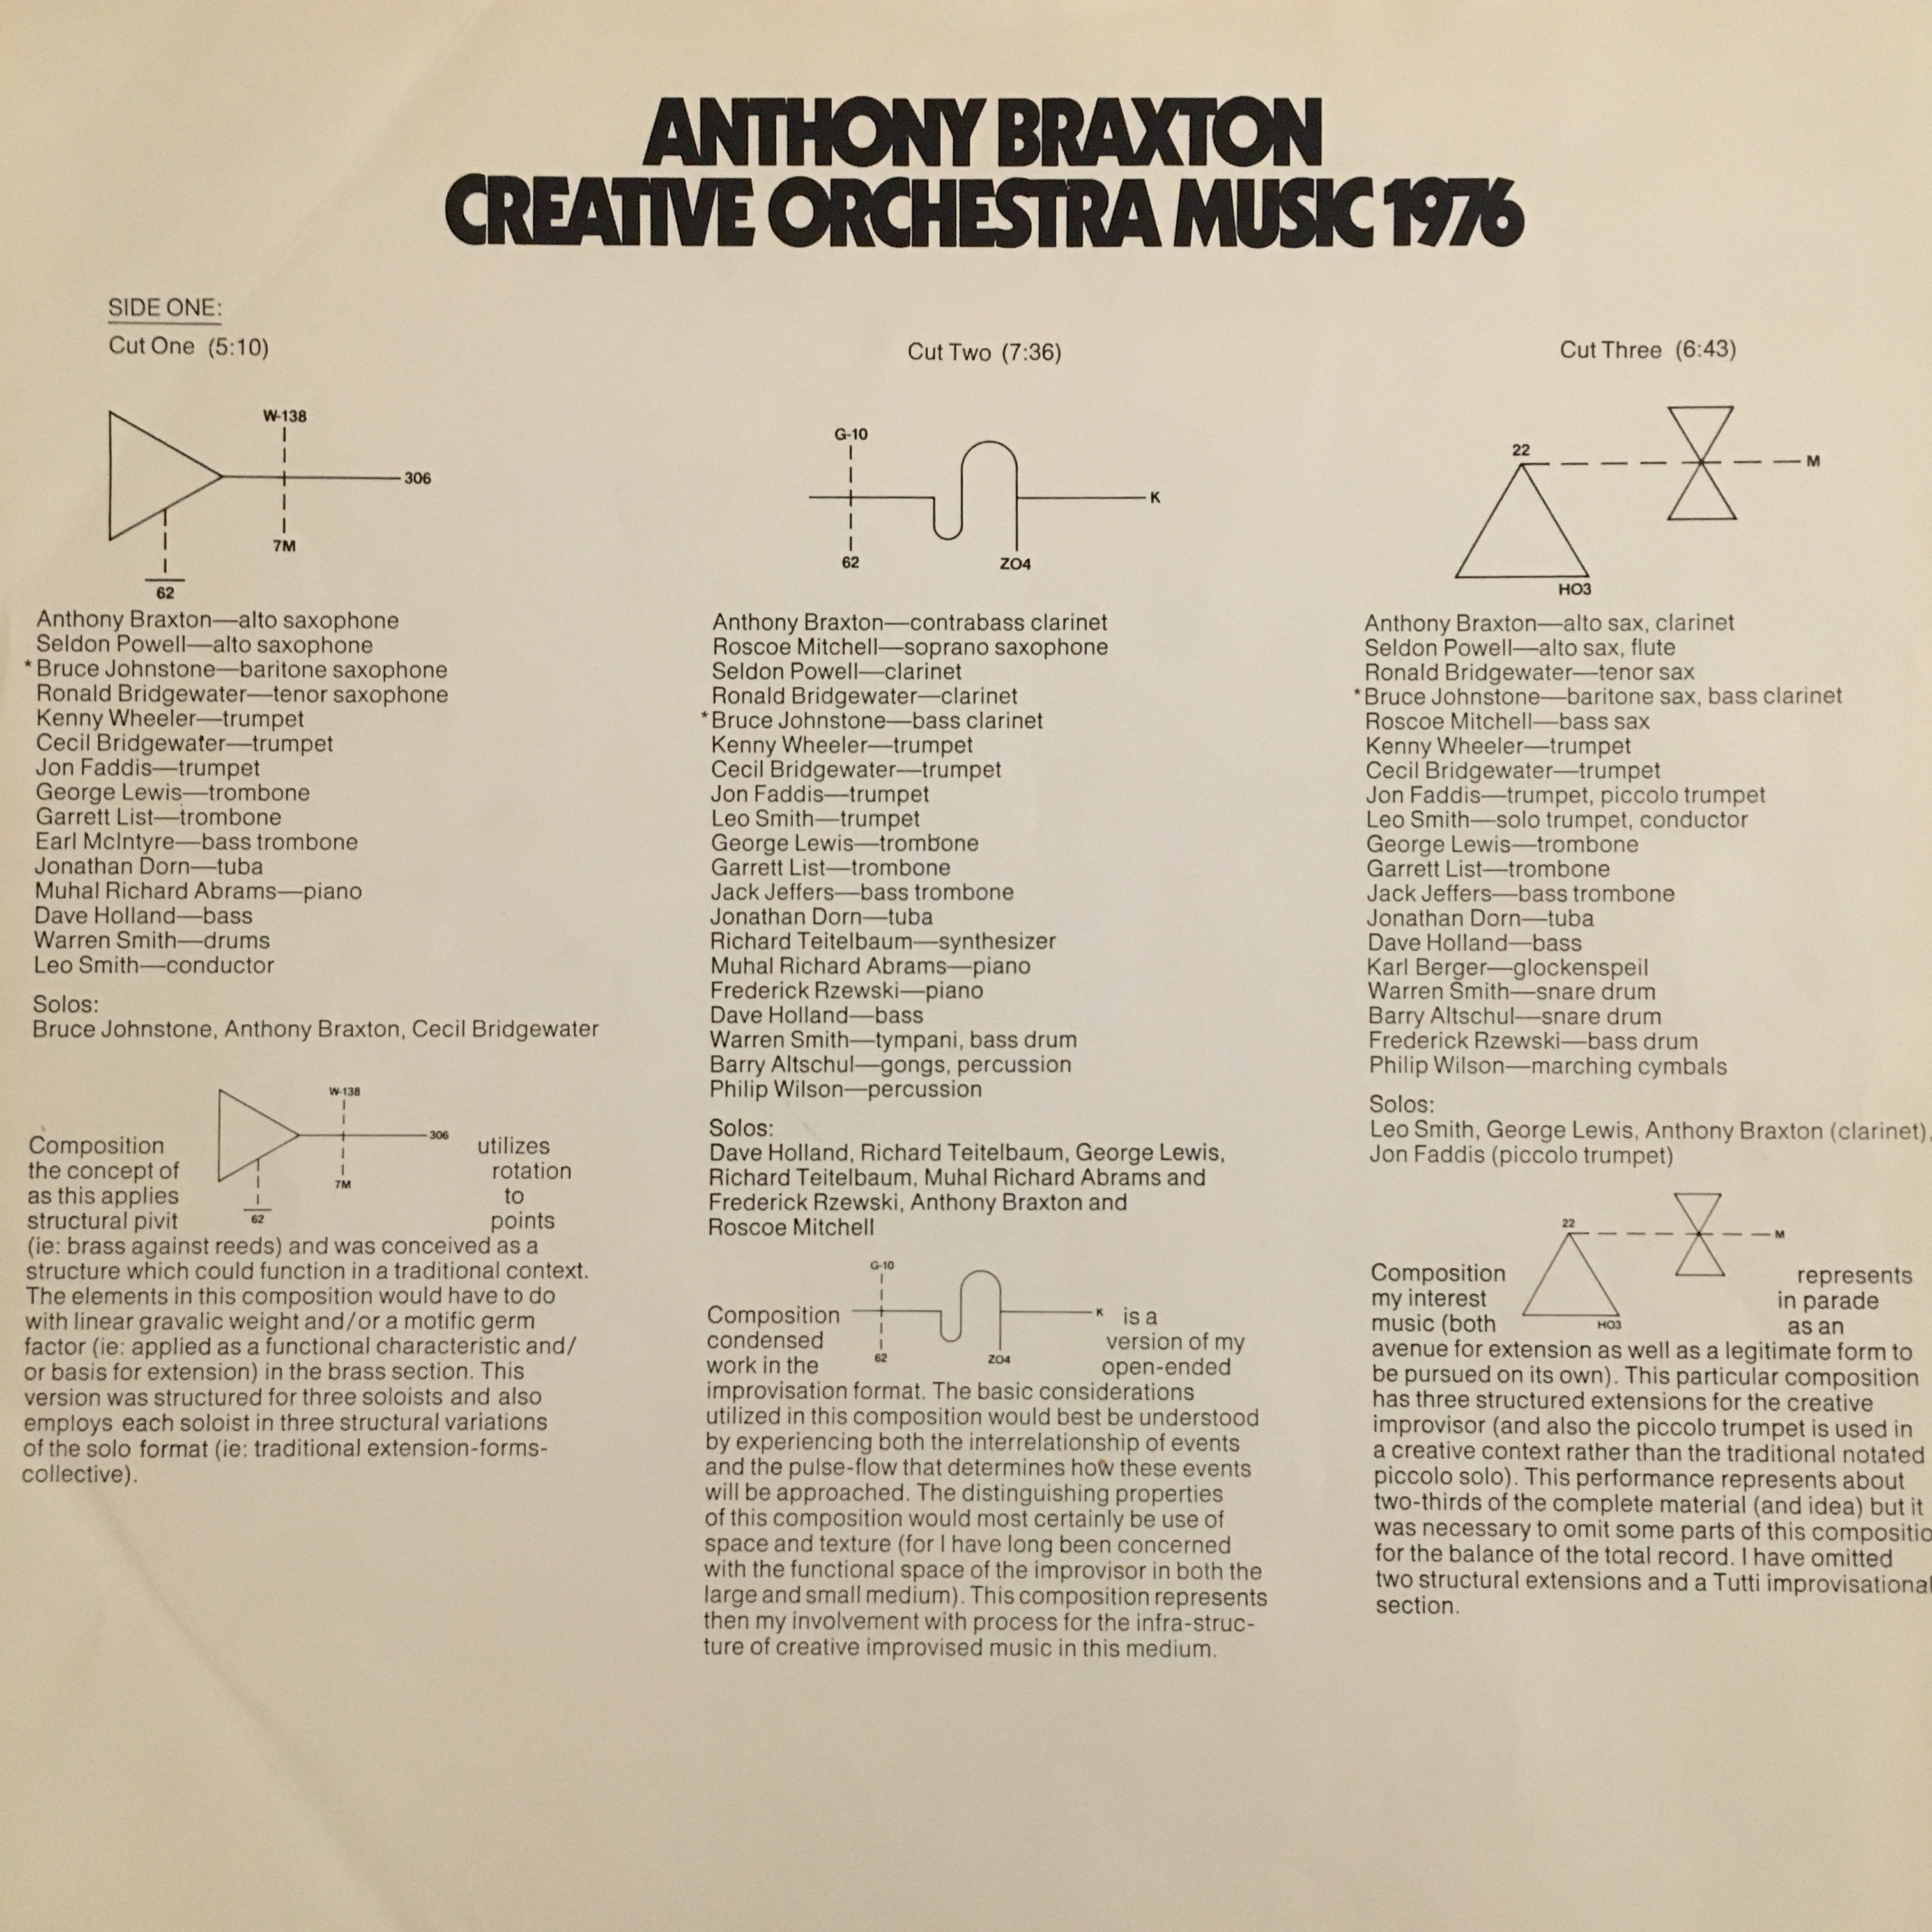 ANTHONY BRAXTON
CREATIVE ORCHESTRA MUSIC 1976
SIDE ONE:
Cut One (5:10)
W-138
306
7M
62
Anthony Braxton—alto saxophone
Seldon Powell—alto saxophone
*Bruce Johnstone—baritone saxophone
Ronald Bridgewater—tenor saxophone
Kenny Wheeler—trumpet
Cecil Bridgewater—trumpet
Jon Faddis—trumpet
George Lewis—trombone
Garrett List—trombone
Earl McIntyre—bass trombone
Jonathan Dorn—tuba
Muhal Richard Abrams—piano
Dave Holland—bass
Warren Smith—drums
Leo Smith—conductor
Solos:
Bruce Johnstone, Anthony Braxton, Cecil Bridgewater
W-138
306
7M
62
Composition utilizes
the concept of rotation
as this applies to
structural pivit points
(ie: brass against reeds) and was conceived as a
structure which could function in a traditional context.
The elements in this composition would have to do
with linear gravalic weight and/or a motific germ
factor (ie: applied as a functional characteristic and/
or basis for extension) in the brass section. This
version was structured for three soloists and also
employs each soloist in three structural variations
of the solo format (ie: traditional extension-forms-
collective).
Cut Two (7:36)
G-10
K
62
ZO4
Anthony Braxton—contrabass clarinet
Roscoe Mitchell—soprano saxophone
Seldon Powell—clarinet
Ronald Bridgewater—clarinet
*Bruce Johnstone—bass clarinet
Kenny Wheeler—trumpet
Cecil Bridgewater—trumpet
Jon Faddis—trumpet
Leo Smith—trumpet
George Lewis—trombone
Garrett List—trombone
Jack Jeffers—bass trombone
Jonathan Dorn—tuba
Richard Teitelbaum—synthesizer
Muhal Richard Abrams—piano
Frederick Rzewski—piano
Dave Holland—bass
Warren Smith—tympani, bass drum
Barry Altschul—gongs, percussion
Philip Wilson—percussion
Solos:
Dave Holland, Richard Teitelbaum, George Lewis,
Richard Teitelbaum, Muhal Richard Abrams and
Frederick Rzewski, Anthony Braxton and
Roscoe Mitchell
G-10
K
62
ZO4
Composition is a
condensed version of my
work in the open-ended
improvisation format. The basic considerations
utilized in this composition would best be understood
by experiencing both the interrelationship of events
and the pulse-flow that determines how these events
will be approached. The distinguishing properties
of this composition would most certainly be use of
space and texture (for I have long been concerned
with the functional space of the improvisor in both the
large and small medium). This composition represents
then my involvement with process for the infra-struc-
ture of creative improvised music in this medium.
Cut Three (6:43)
22
M
HO3
Anthony Braxton—alto sax, clarinet
Seldon Powell—alto sax, flute
Ronald Bridgewater—tenor sax
*Bruce Johnstone—baritone sax, bass clarinet
Roscoe Mitchell—bass sax
Kenny Wheeler—trumpet
Cecil Bridgewater—trumpet
Jon Faddis—trumpet, piccolo trumpet
Leo Smith—solo trumpet, conductor
George Lewis—trombone
Garrett List—trombone
Jack Jeffers—bass trombone
Jonathan Dorn—tuba
Dave Holland—bass
Karl Berger—glockenspeil
Warren Smith—snare drum
Barry Altschul—snare drum
Frederick Rzewski—bass drum
Philip Wilson—marching cymbals
Solos:
Leo Smith, George Lewis, Anthony Braxton (clarinet),
Jon Faddis (piccolo trumpet)
22
M
HO3
Composition represents
my interest in parade
music (both as an
avenue for extension as well as a legitimate form to
be pursued on its own). This particular composition
has three structured extensions for the creative
improvisor (and also the piccolo trumpet is used in
a creative context rather than the traditional notated
piccolo solo). This performance represents about
two-thirds of the complete material (and idea) but it
was necessary to omit some parts of this compositio
for the balance of the total record. I have omitted
two structural extensions and a Tutti improvisational
section.